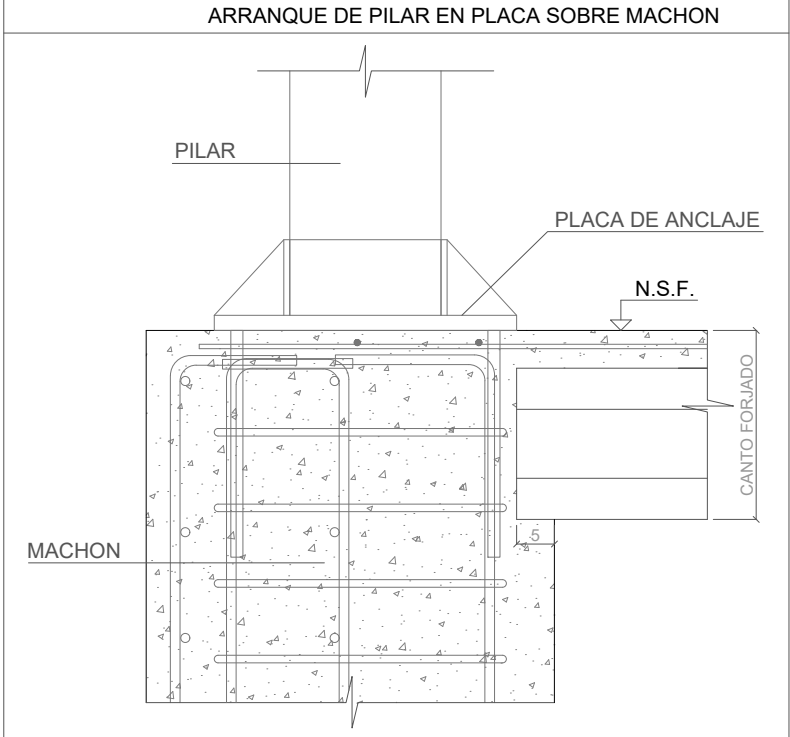 ARRANQUE DE PILAR EN PLACA SOBRE MACHON
PILAR
PLACA DE ANCLAJE
N.S.F.
CANTO FORJADO
5
MACHON